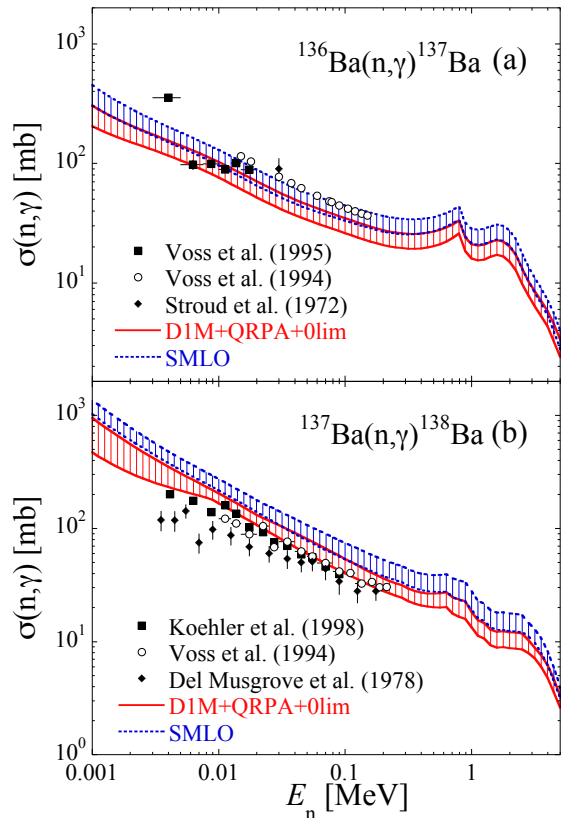 10³
¹³⁶Ba(n,γ)¹³⁷Ba (a)
10²
σ(n,γ) [mb]
Voss et al. (1995)
Voss et al. (1994)
Stroud et al. (1972)
D1M+QRPA+0lim
SMLO
10¹
10³
¹³⁷Ba(n,γ)¹³⁸Ba (b)
10²
σ(n,γ) [mb]
10¹
Koehler et al. (1998)
Voss et al. (1994)
Del Musgrove et al. (1978)
D1M+QRPA+0lim
SMLO
10⁰
0.001 0.01 0.1 1
Eₙ [MeV]